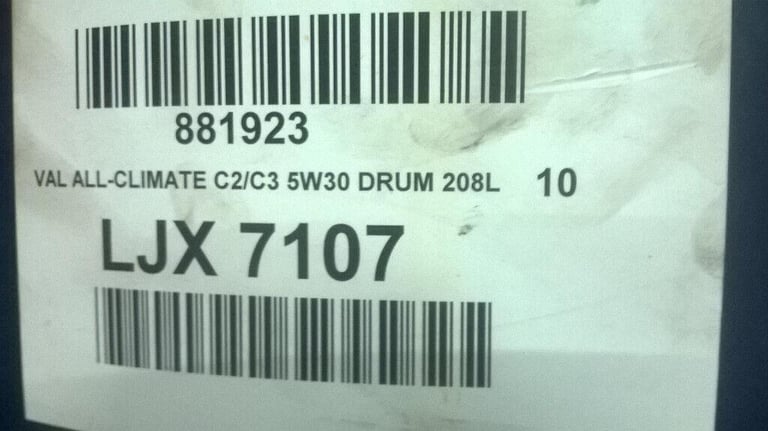 881923
VAL ALL-CLIMATE C2/C3 5W30 DRUM 208L 10
LJX 7107